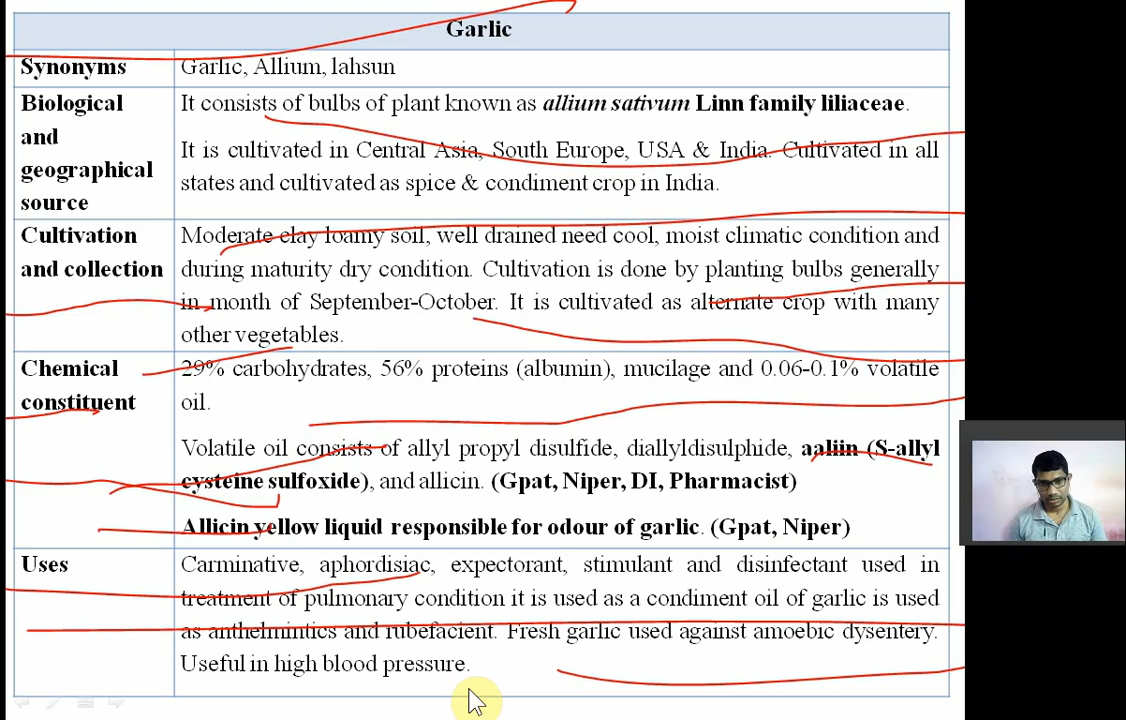 Garlic
Synonyms
Garlic, Allium, lahsun
Biological
and
geographical
source
It consists of bulbs of plant known as allium sativum Linn family liliaceae.
It is cultivated in Central Asia, South Europe, USA & India. Cultivated in all
states and cultivated as spice & condiment crop in India.
Cultivation
and collection
Moderate clay loamy soil, well drained need cool, moist climatic condition and
during maturity dry condition. Cultivation is done by planting bulbs generally
in month of September-October. It is cultivated as alternate crop with many
other vegetables.
Chemical
constituent
29% carbohydrates, 56% proteins (albumin), mucilage and 0.06-0.1% volatile
oil.
Volatile oil consists of allyl propyl disulfide, diallyldisulphide, aaliin (S-allyl
cysteine sulfoxide), and allicin. (Gpat, Niper, DI, Pharmacist)
Allicin yellow liquid responsible for odour of garlic. (Gpat, Niper)
Uses
Carminative, aphordisiac, expectorant, stimulant and disinfectant used in
treatment of pulmonary condition it is used as a condiment oil of garlic is used
as anthelmintics and rubefacient. Fresh garlic used against amoebic dysentery.
Useful in high blood pressure.